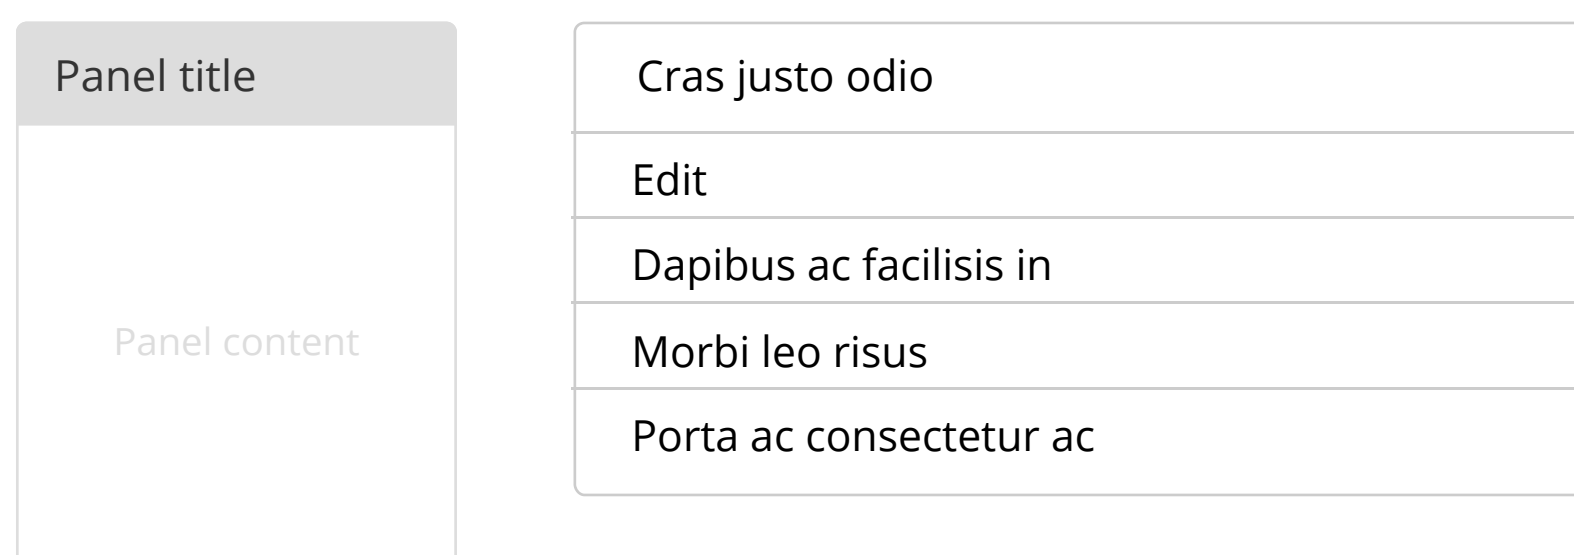 Panel title
Panel content
Cras justo odio
Edit
Dapibus ac facilisis in
Morbi leo risus
Porta ac consectetur ac